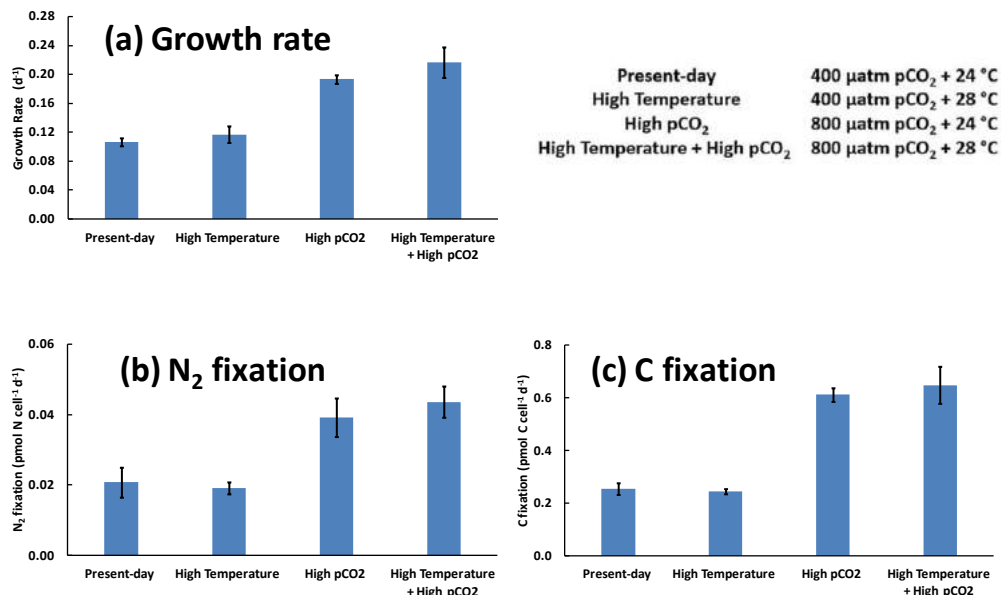 (a) Growth rate
Growth Rate (d⁻¹)
0.28
0.24
0.20
0.16
0.12
0.08
0.04
0.00
Present-day
High Temperature
High pCO2
High Temperature
+ High pCO2
Present-day 400 µatm pCO₂ + 24 °C
High Temperature 400 µatm pCO₂ + 28 °C
High pCO₂ 800 µatm pCO₂ + 24 °C
High Temperature + High pCO₂ 800 µatm pCO₂ + 28 °C
(b) N₂ fixation
N₂ fixation (pmol N cell⁻¹ d⁻¹)
0.06
0.04
0.02
0.00
Present-day
High Temperature
High pCO2
High Temperature
+ High pCO2
(c) C fixation
C fixation (pmol C cell⁻¹ d⁻¹)
0.8
0.6
0.4
0.2
0.0
Present-day
High Temperature
High pCO2
High Temperature
+ High pCO2